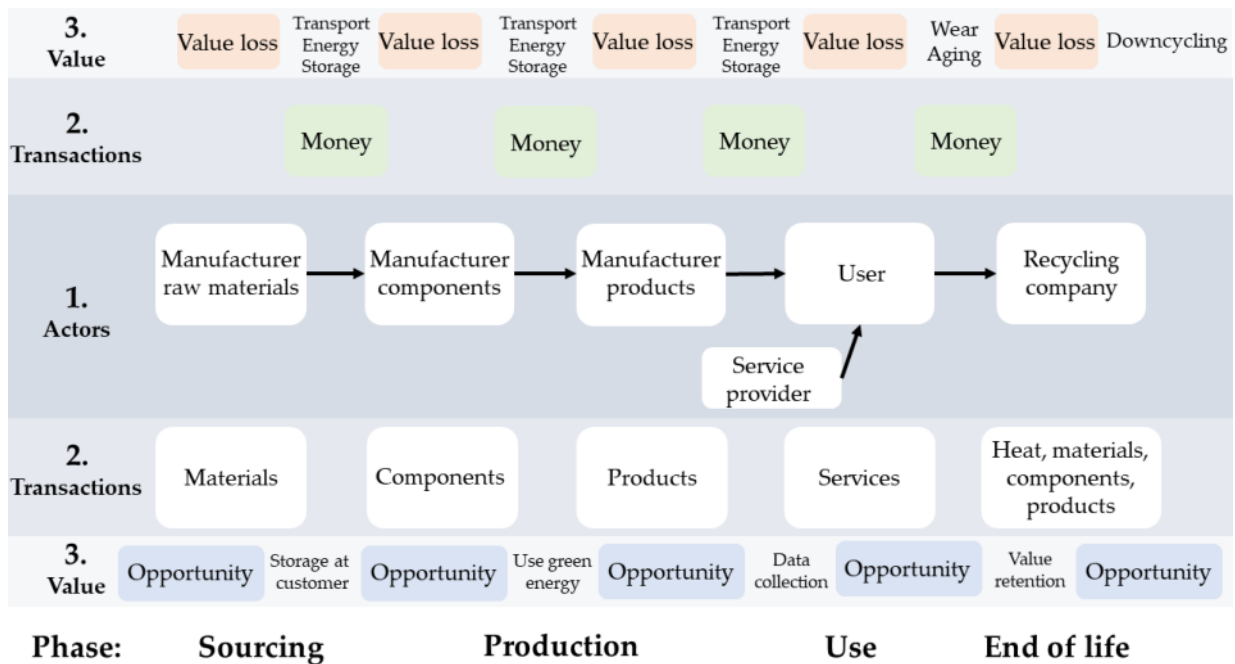 3.
Value
Value loss
Transport
Energy
Storage
Value loss
Transport
Energy
Storage
Value loss
Transport
Energy
Storage
Value loss
Wear
Aging
Value loss
Downcycling
2.
Transactions
Money
Money
Money
Money
1.
Actors
Manufacturer
raw materials
Manufacturer
components
Manufacturer
products
User
Recycling
company
Service
provider
2.
Transactions
Materials
Components
Products
Services
Heat, materials,
components,
products
3.
Value
Opportunity
Storage at
customer
Opportunity
Use green
energy
Opportunity
Data
collection
Opportunity
Value
retention
Opportunity
Phase:
Sourcing
Production
Use
End of life